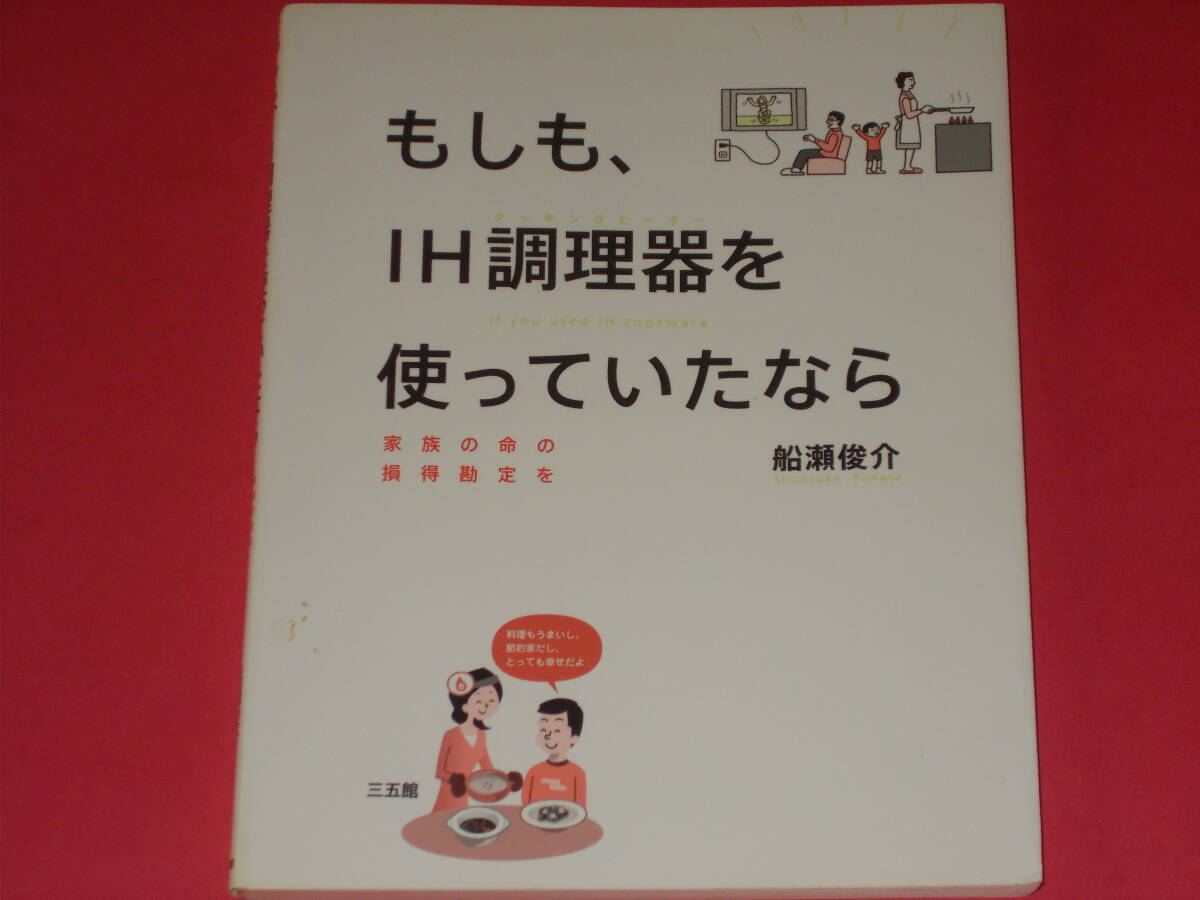 もしも、
クッキングヒーター
IH調理器を
If you used IH cookware
使っていたなら
家族の命の
損得勘定を
船瀬俊介
Shunsuke Funase
料理もうまいし、
節約家だし、
とっても幸せだよ
三五館